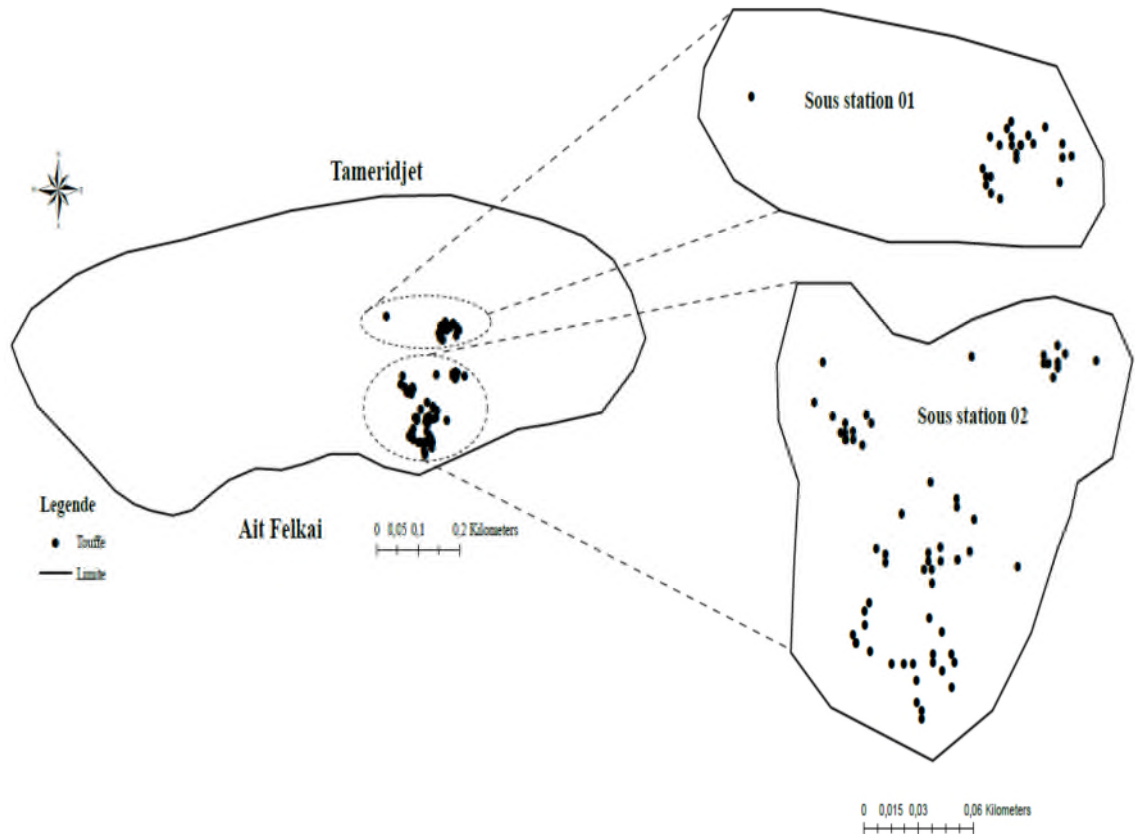 Sous station 01
Tameridjet
Sous station 02
Legende
Touffe
Limite
Ait Felkai
0 0,05 0,1 0,2 Kilometers
0 0,015 0,03 0,06 Kilometers